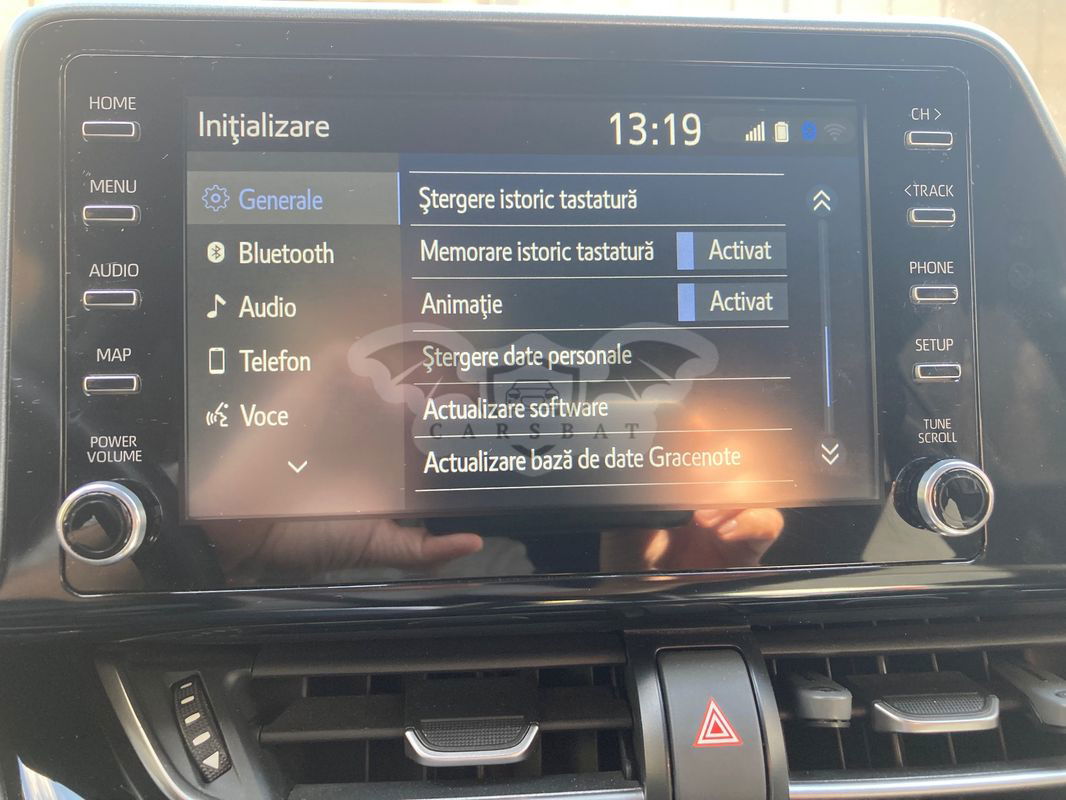 HOME
MENU
AUDIO
MAP
POWER
VOLUME
Iniţializare
13:19
Generale
Bluetooth
Audio
Telefon
Voce
Ştergere istoric tastatură
Memorare istoric tastatură Activat
Animaţie Activat
Ştergere date personale
Actualizare software
Actualizare bază de date Gracenote
CARSBAT
CH >
<TRACK
PHONE
SETUP
TUNE
SCROLL